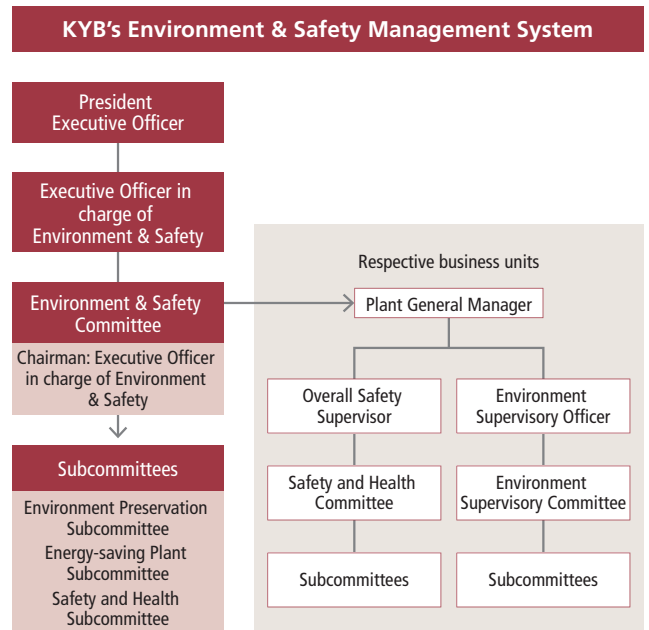 KYB's Environment & Safety Management System
President
Executive Officer
Executive Officer in
charge of
Environment & Safety
Environment & Safety
Committee
Chairman: Executive Officer
in charge of Environment
& Safety
Subcommittees
Environment Preservation
Subcommittee
Energy-saving Plant
Subcommittee
Safety and Health
Subcommittee
Respective business units
Plant General Manager
Overall Safety
Supervisor
Safety and Health
Committee
Subcommittees
Environment
Supervisory Officer
Environment
Supervisory Committee
Subcommittees